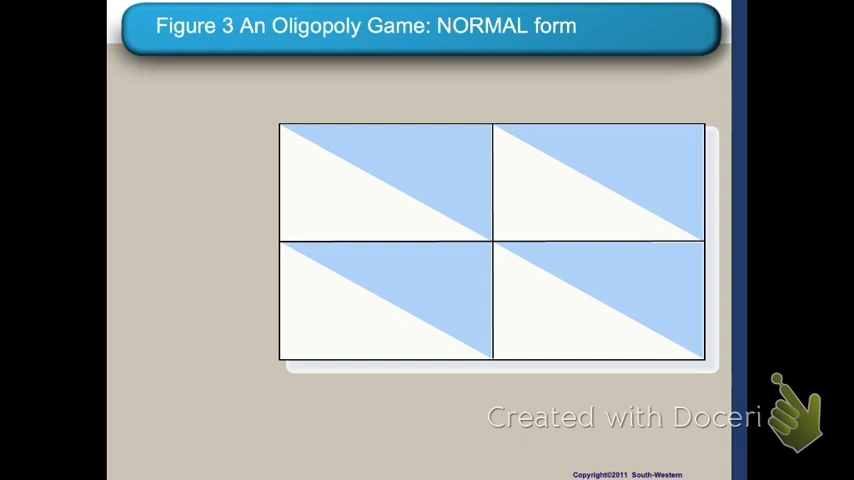 Figure 3 An Oligopoly Game: NORMAL form
Created with Doceri
Copyright©2011 South-Western